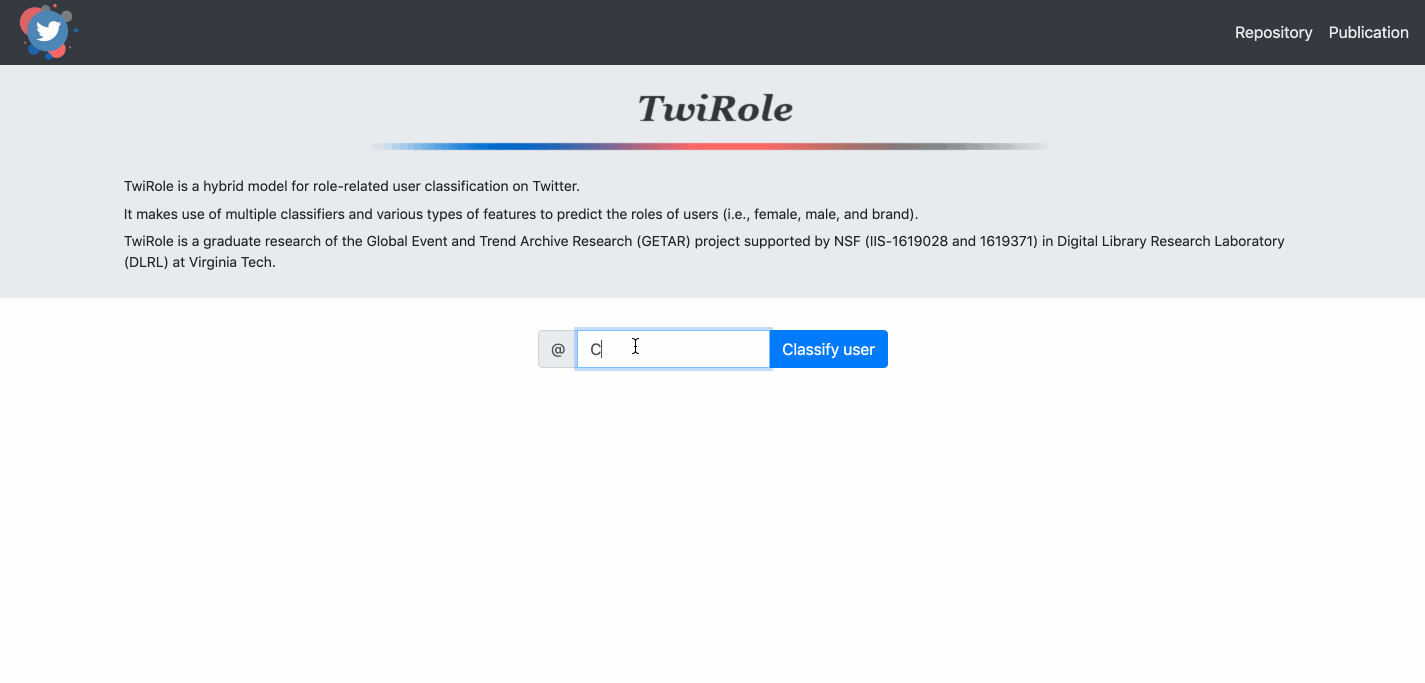 Repository Publication
TwiRole
TwiRole is a hybrid model for role-related user classification on Twitter.
It makes use of multiple classifiers and various types of features to predict the roles of users (i.e., female, male, and brand).
TwiRole is a graduate research of the Global Event and Trend Archive Research (GETAR) project supported by NSF (IIS-1619028 and 1619371) in Digital Library Research Laboratory
(DLRL) at Virginia Tech.
@ C Classify user